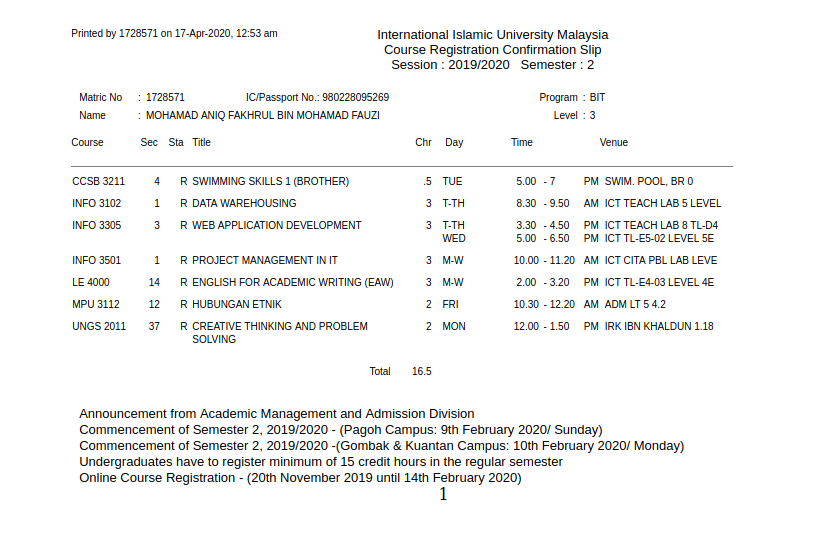 Printed by 1728571 on 17-Apr-2020, 12:53 am
International Islamic University Malaysia
Course Registration Confirmation Slip
Session : 2019/2020 Semester : 2
Matric No : 1728571 IC/Passport No.: 980228095269 Program : BIT
Name : MOHAMAD ANIQ FAKHRUL BIN MOHAMAD FAUZI Level : 3
Course Sec Sta Title Chr Day Time Venue
CCSB 3211 4 R SWIMMING SKILLS 1 (BROTHER) .5 TUE 5.00 - 7 PM SWIM. POOL, BR 0
INFO 3102 1 R DATA WAREHOUSING 3 T-TH 8.30 - 9.50 AM ICT TEACH LAB 5 LEVEL
INFO 3305 3 R WEB APPLICATION DEVELOPMENT 3 T-TH 3.30 - 4.50 PM ICT TEACH LAB 8 TL-D4
WED 5.00 - 6.50 PM ICT TL-E5-02 LEVEL 5E
INFO 3501 1 R PROJECT MANAGEMENT IN IT 3 M-W 10.00 - 11.20 AM ICT CITA PBL LAB LEVE
LE 4000 14 R ENGLISH FOR ACADEMIC WRITING (EAW) 3 M-W 2.00 - 3.20 PM ICT TL-E4-03 LEVEL 4E
MPU 3112 12 R HUBUNGAN ETNIK 2 FRI 10.30 - 12.20 AM ADM LT 5 4.2
UNGS 2011 37 R CREATIVE THINKING AND PROBLEM 2 MON 12.00 - 1.50 PM IRK IBN KHALDUN 1.18
SOLVING
Total 16.5
Announcement from Academic Management and Admission Division
Commencement of Semester 2, 2019/2020 - (Pagoh Campus: 9th February 2020/ Sunday)
Commencement of Semester 2, 2019/2020 -(Gombak & Kuantan Campus: 10th February 2020/ Monday)
Undergraduates have to register minimum of 15 credit hours in the regular semester
Online Course Registration - (20th November 2019 until 14th February 2020)
1